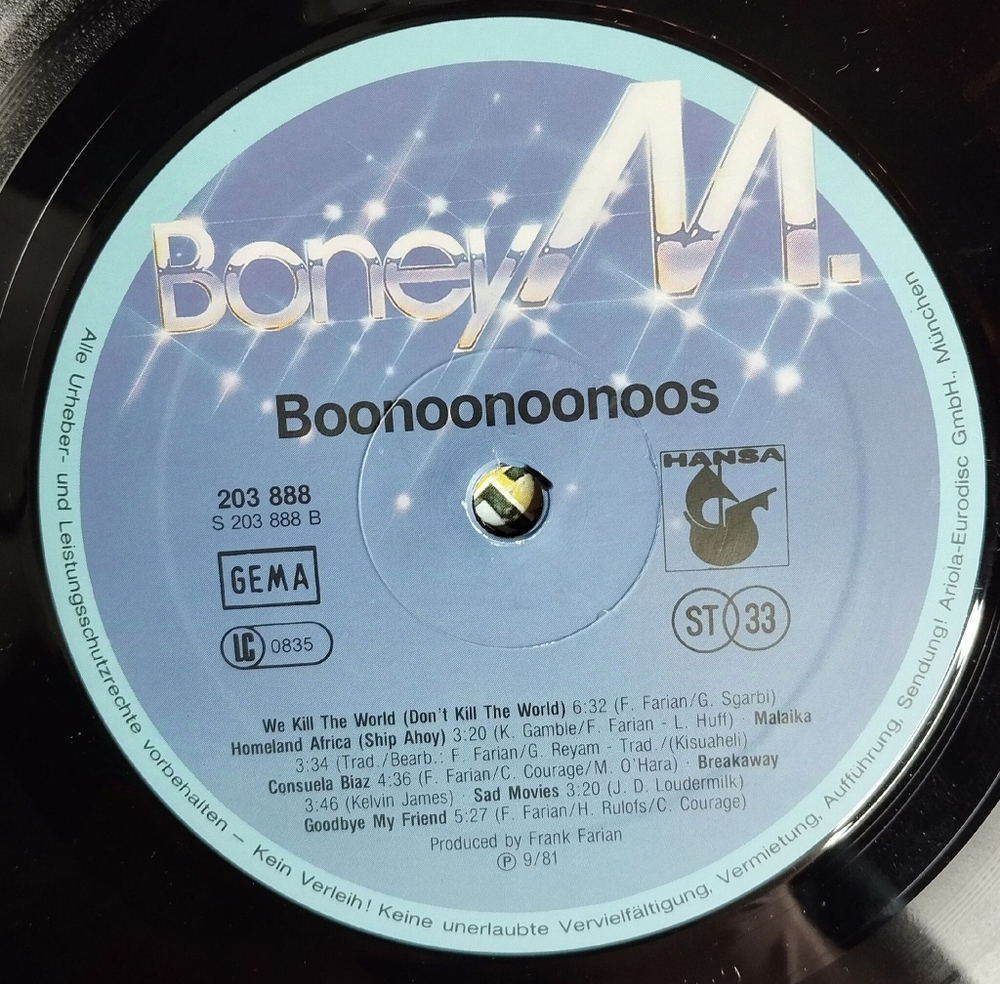 Boney M.
Boonoonoonoos
203 888
S 203 888 B
GEMA
LC 0835
HANSA
ST 33
We Kill The World (Don't Kill The World) 6:32 (F. Farian/G. Sgarbi)
Homeland Africa (Ship Ahoy) 3:20 (K. Gamble/F. Farian - L. Huff) · Malaika
3:34 (Trad./Bearb.: F. Farian/G. Reyam - Trad./(Kisuaheli)
Consuela Biaz 4:36 (F. Farian/C. Courage/M. O'Hara) · Breakaway
3:46 (Kelvin James) · Sad Movies 3:20 (J. D. Loudermilk)
Goodbye My Friend 5:27 (F. Farian/H. Rulofs/C. Courage)
Produced by Frank Farian
Ⓟ 9/81
Alle Urheber- und Leistungsschutzrechte vorbehalten – Kein Verleih! Keine unerlaubte Vervielfältigung, Vermietung, Aufführung, Sendung! Ariola-Eurodisc GmbH., München